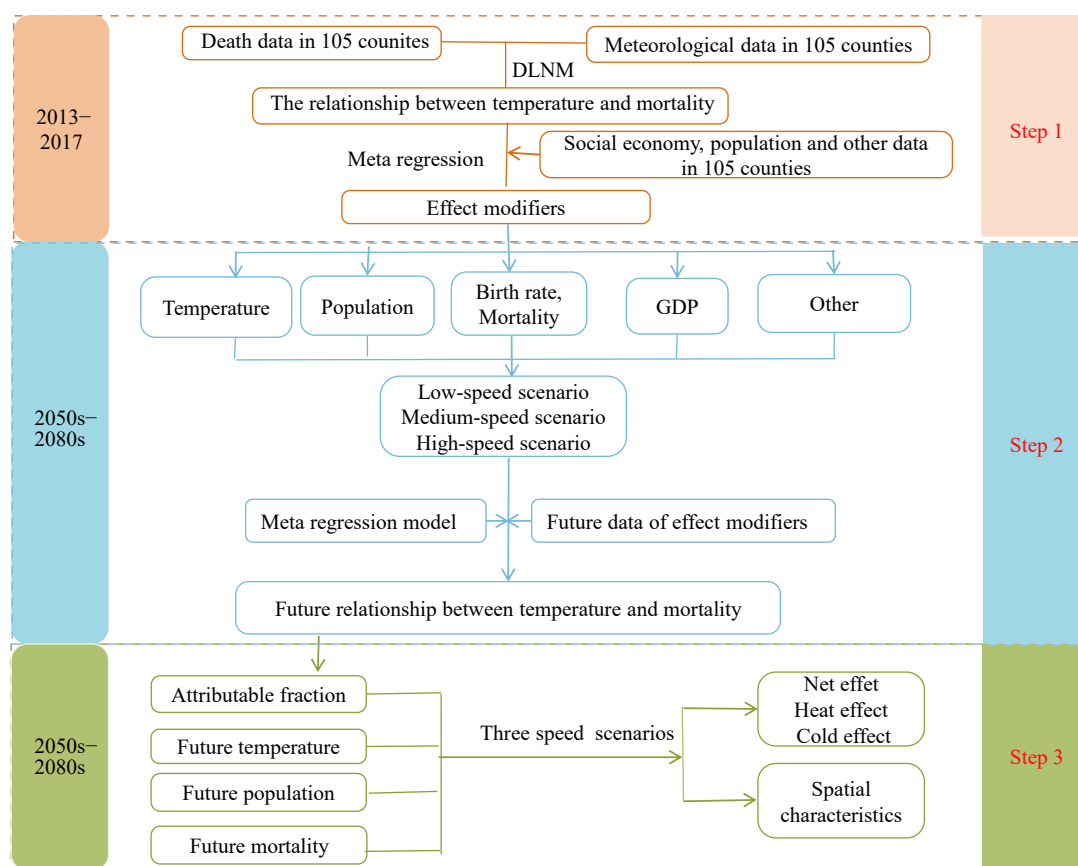 Death data in 105 counites
Meteorological data in 105 counties
DLNM
The relationship between temperature and mortality
2013−
2017
Step 1
Meta regression
Social economy, population and other data
in 105 counties
Effect modifiers
Temperature
Population
Birth rate,
Mortality
GDP
Other
Low-speed scenario
Medium-speed scenario
High-speed scenario
2050s−
2080s
Step 2
Meta regression model
Future data of effect modifiers
Future relationship between temperature and mortality
Attributable fraction
Future temperature
Future population
Future mortality
2050s−
2080s
Three speed scenarios
Net effet
Heat effect
Cold effect
Spatial
characteristics
Step 3